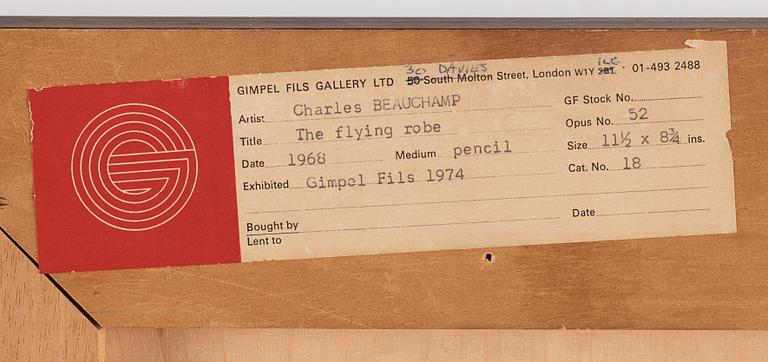 30 DAVIES 1LG
GIMPEL FILS GALLERY LTD 50 South Molton Street, London W1Y 2BT · 01-493 2488
Artist Charles BEAUCHAMP GF Stock No.
Title The flying robe Opus No. 52
Date 1968 Medium pencil Size 11½ x 8¾ ins.
Exhibited Gimpel Fils 1974 Cat. No. 18
Bought by Date
Lent to